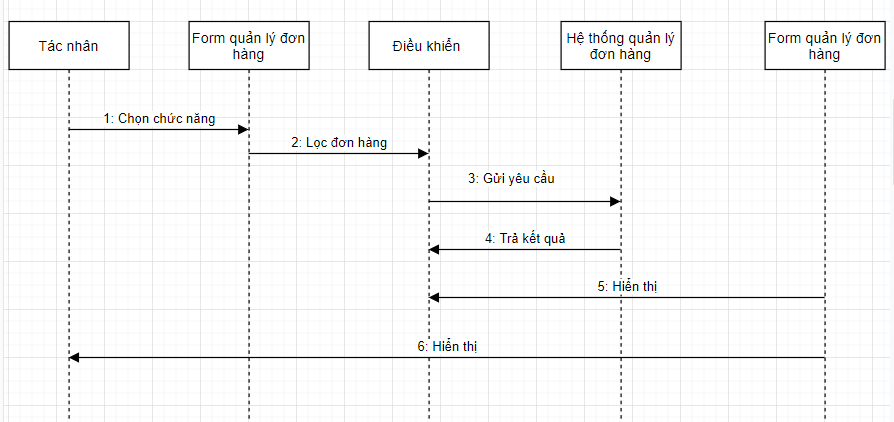 Tác nhân
Form quản lý đơn
hàng
Điều khiển
Hệ thống quản lý
đơn hàng
Form quản lý đơn
hàng
1: Chọn chức năng
2: Lọc đơn hàng
3: Gửi yêu cầu
4: Trả kết quả
5: Hiển thị
6: Hiển thị